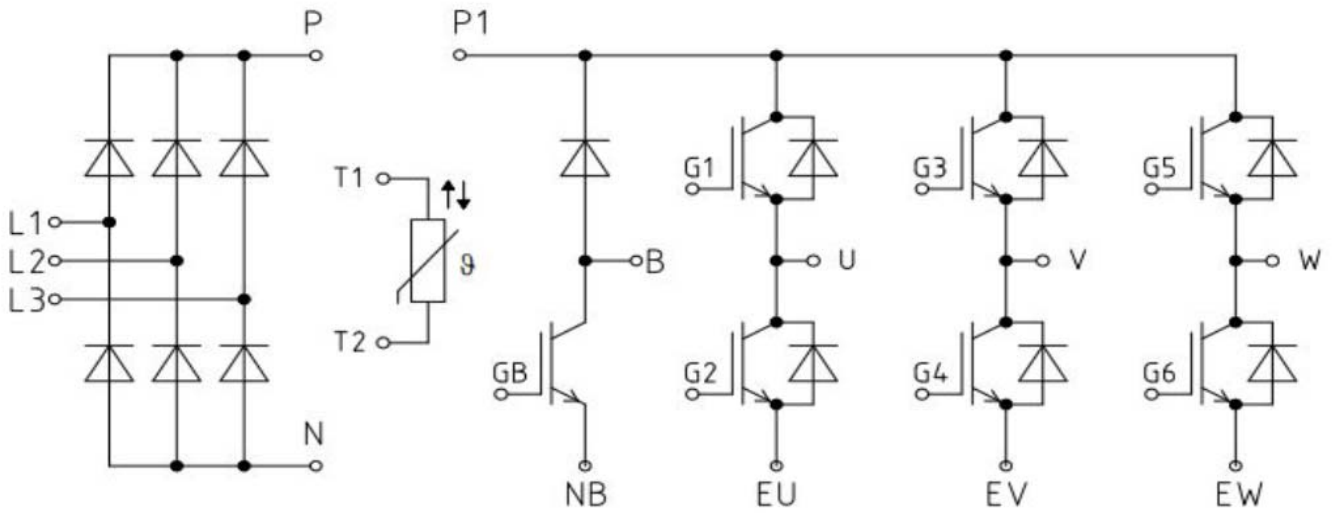 P P1
G1 G3 G5
T1
L1
L2 ϑ B U V W
L3
T2
GB G2 G4 G6
N
NB EU EV EW